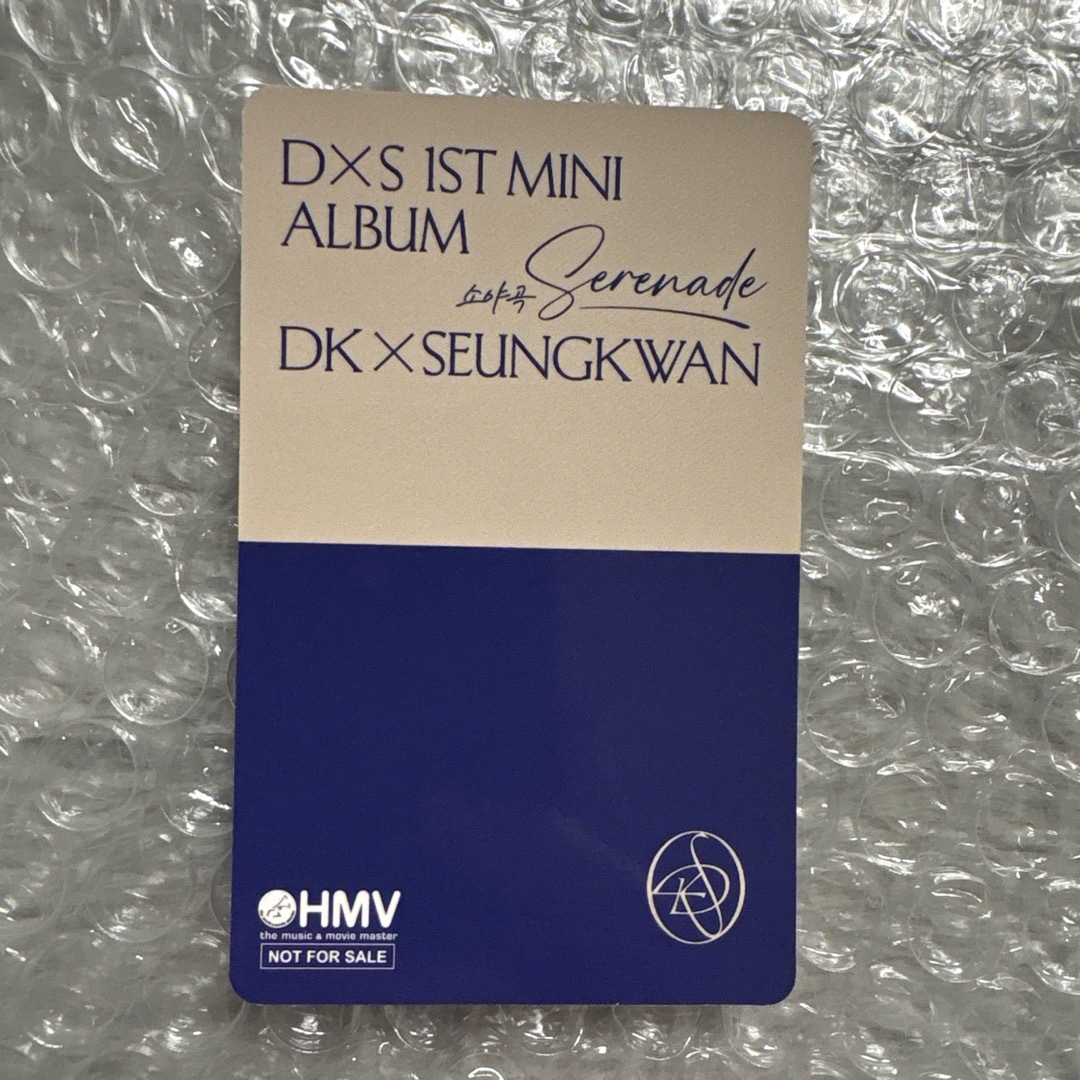 D×S 1ST MINI
ALBUM
소야곡 Serenade
DK × SEUNGKWAN
HMV
the music & movie master
NOT FOR SALE